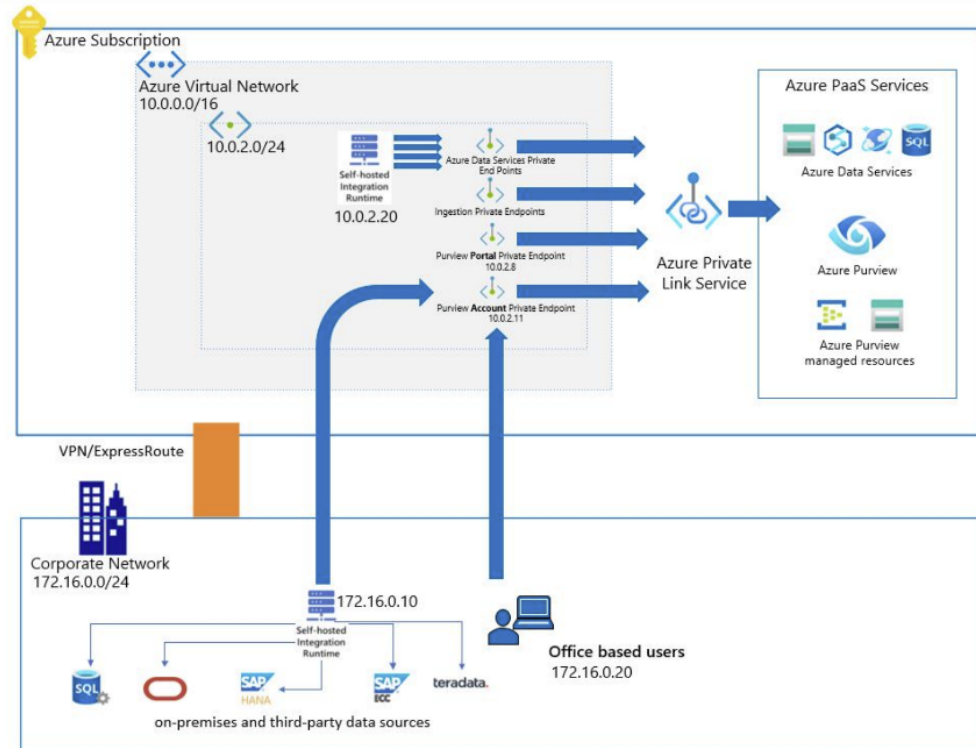 Azure Subscription
Azure Virtual Network
10.0.0.0/16
10.0.2.0/24
Self-hosted
Integration
Runtime
10.0.2.20
Azure Data Services Private
End Points
Ingestion Private Endpoints
Purview Portal Private Endpoint
10.0.2.8
Purview Account Private Endpoint
10.0.2.11
Azure Private
Link Service
Azure PaaS Services
SQL
Azure Data Services
Azure Purview
Azure Purview
managed resources
VPN/ExpressRoute
Corporate Network
172.16.0.0/24
172.16.0.10
Self-hosted
Integration
Runtime
Office based users
172.16.0.20
SQL
SAP
HANA
SAP
ECC
teradata.
on-premises and third-party data sources